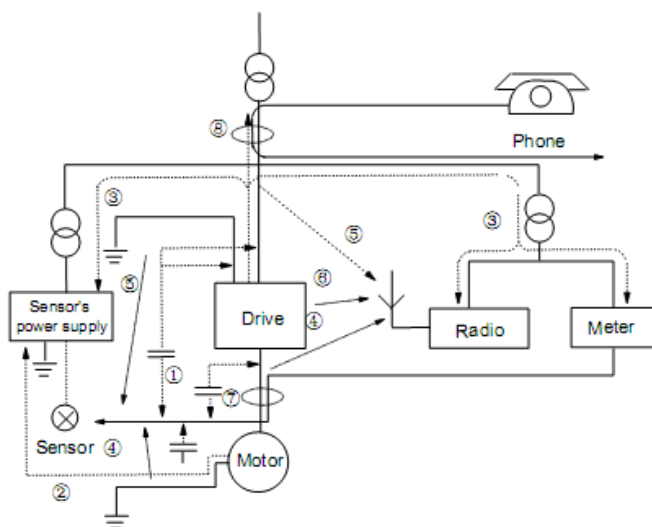 ⑧
Phone
③
③
⑤
⑤
⑥
Sensor's
power supply
Drive
④
Radio
Meter
①
⑦
Sensor
④
Motor
②